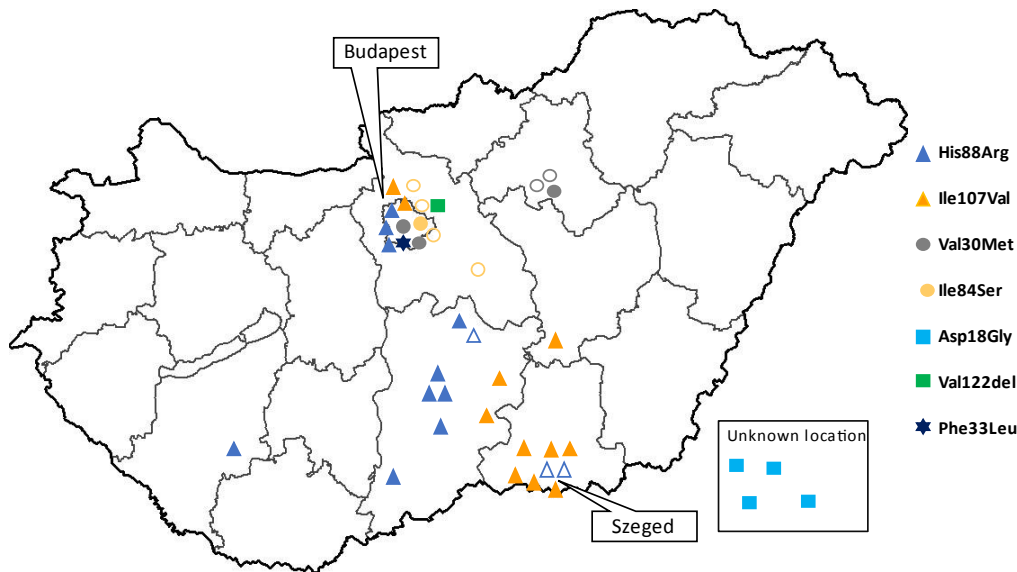 Budapest
His88Arg
Ile107Val
Val30Met
Ile84Ser
Asp18Gly
Val122del
Phe33Leu
Unknown location
Szeged